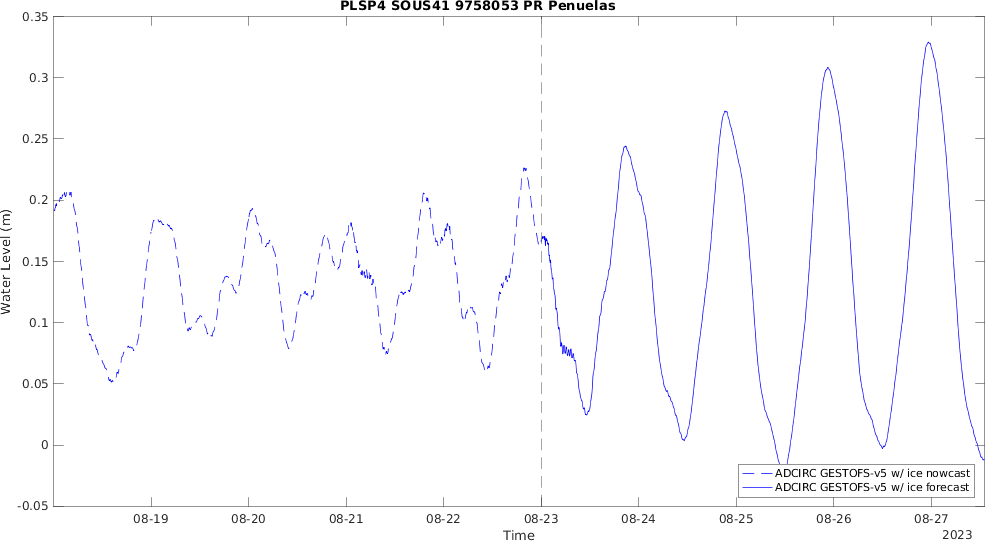 PLSP4 SOUS41 9758053 PR Penuelas
0.35
0.3
0.25
0.2
0.15
0.1
0.05
0
-0.05
Water Level (m)
ADCIRC GESTOFS-v5 w/ ice nowcast
ADCIRC GESTOFS-v5 w/ ice forecast
08-19 08-20 08-21 08-22 08-23 08-24 08-25 08-26 08-27
Time
2023